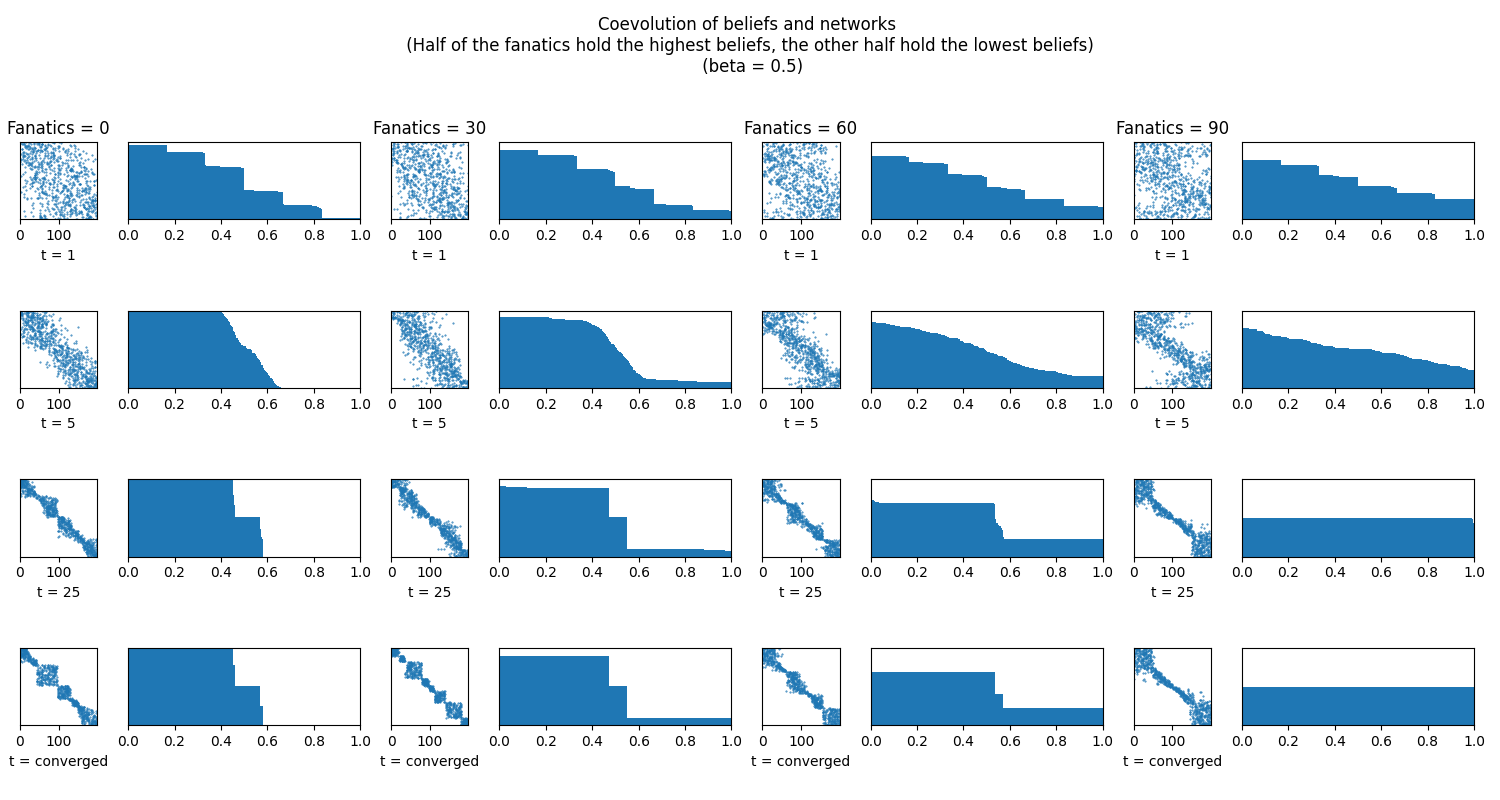 Coevolution of beliefs and networks
(Half of the fanatics hold the highest beliefs, the other half hold the lowest beliefs)
(beta = 0.5)
Fanatics = 0 Fanatics = 30 Fanatics = 60 Fanatics = 90
0 100 0.0 0.2 0.4 0.6 0.8 1.0 0 100 0.0 0.2 0.4 0.6 0.8 1.0 0 100 0.0 0.2 0.4 0.6 0.8 1.0 0 100 0.0 0.2 0.4 0.6 0.8 1.0
t = 1 t = 1 t = 1 t = 1
0 100 0.0 0.2 0.4 0.6 0.8 1.0 0 100 0.0 0.2 0.4 0.6 0.8 1.0 0 100 0.0 0.2 0.4 0.6 0.8 1.0 0 100 0.0 0.2 0.4 0.6 0.8 1.0
t = 5 t = 5 t = 5 t = 5
0 100 0.0 0.2 0.4 0.6 0.8 1.0 0 100 0.0 0.2 0.4 0.6 0.8 1.0 0 100 0.0 0.2 0.4 0.6 0.8 1.0 0 100 0.0 0.2 0.4 0.6 0.8 1.0
t = 25 t = 25 t = 25 t = 25
0 100 0.0 0.2 0.4 0.6 0.8 1.0 0 100 0.0 0.2 0.4 0.6 0.8 1.0 0 100 0.0 0.2 0.4 0.6 0.8 1.0 0 100 0.0 0.2 0.4 0.6 0.8 1.0
t = converged t = converged t = converged t = converged